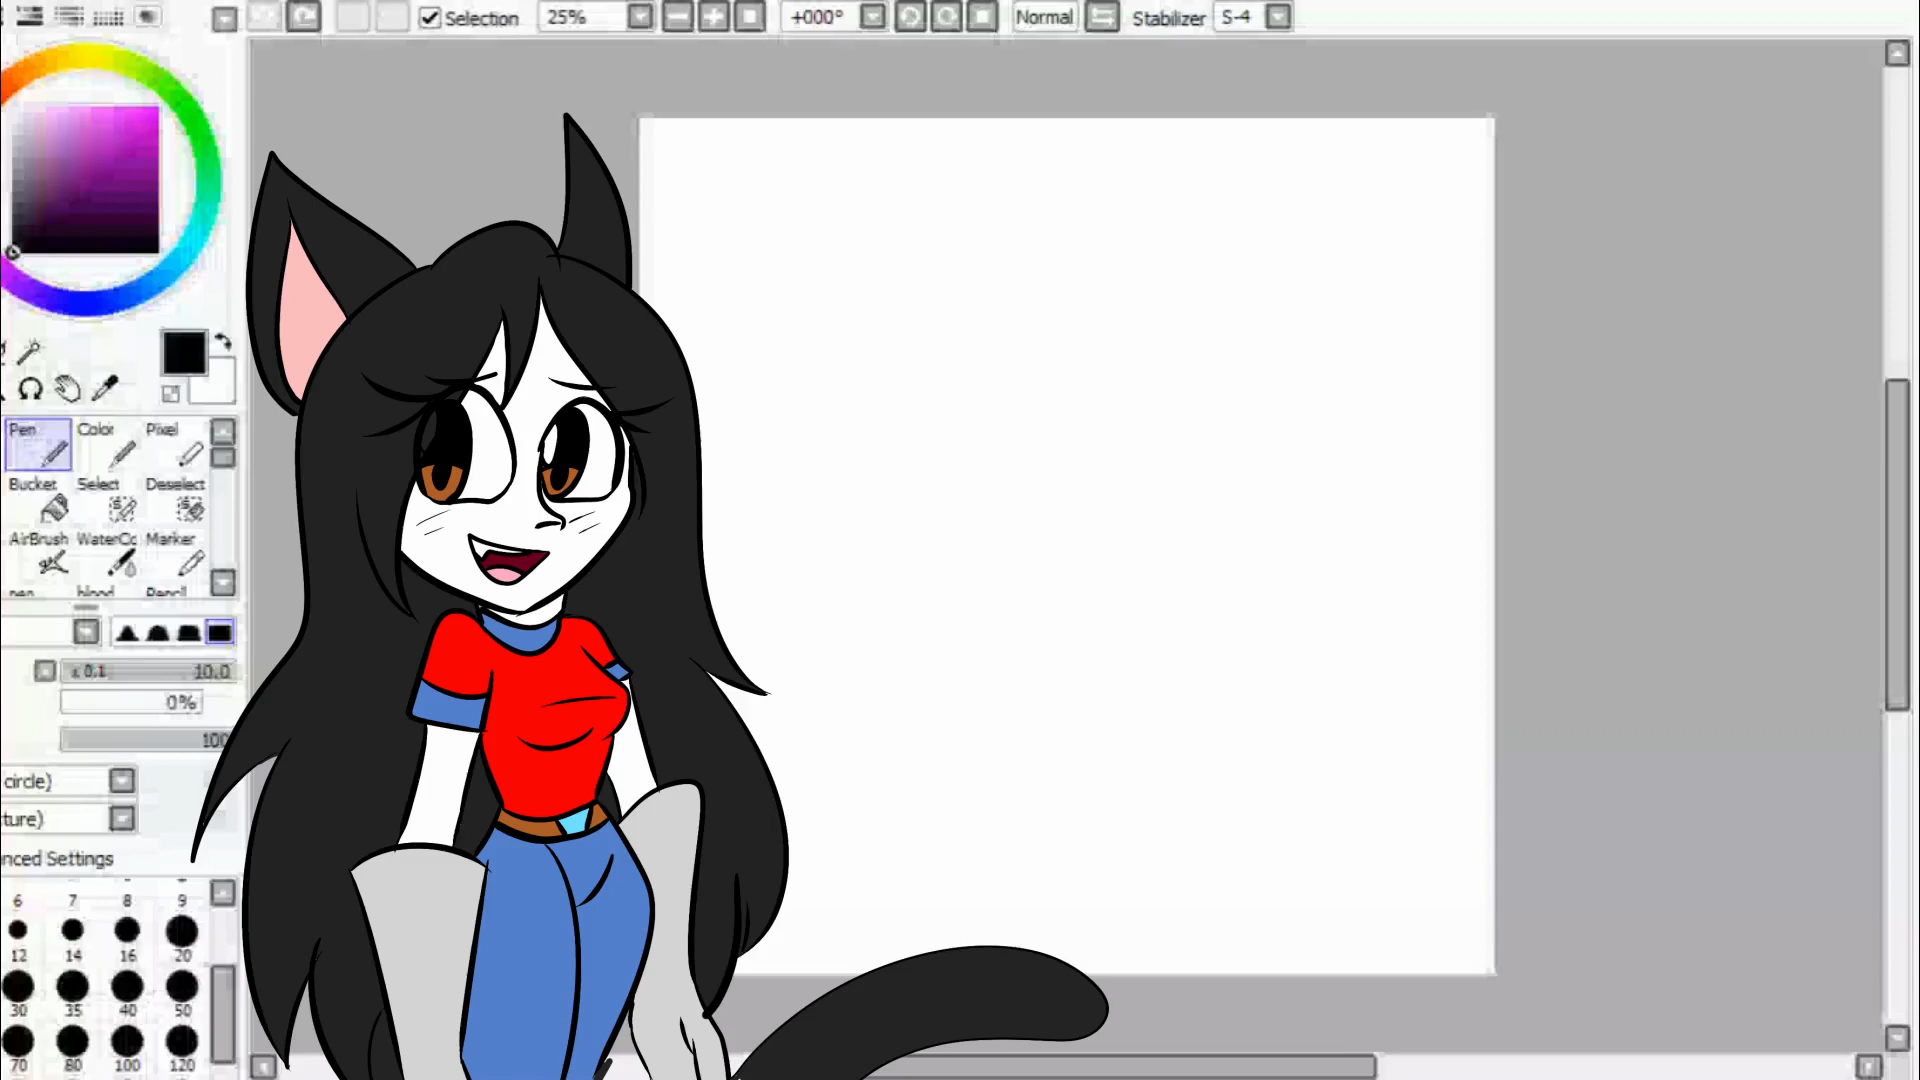 Selection 25% +000° Normal Stabilizer S-4
Pen Color Pixel
Bucket Select Deselect
AirBrush WaterCo Marker
pen blood Pencil
x 0.1 10.0
0%
100
circle)
ture)
nced Settings
6 7 8 9
12 14 16 20
30 35 40 50
70 80 100 120